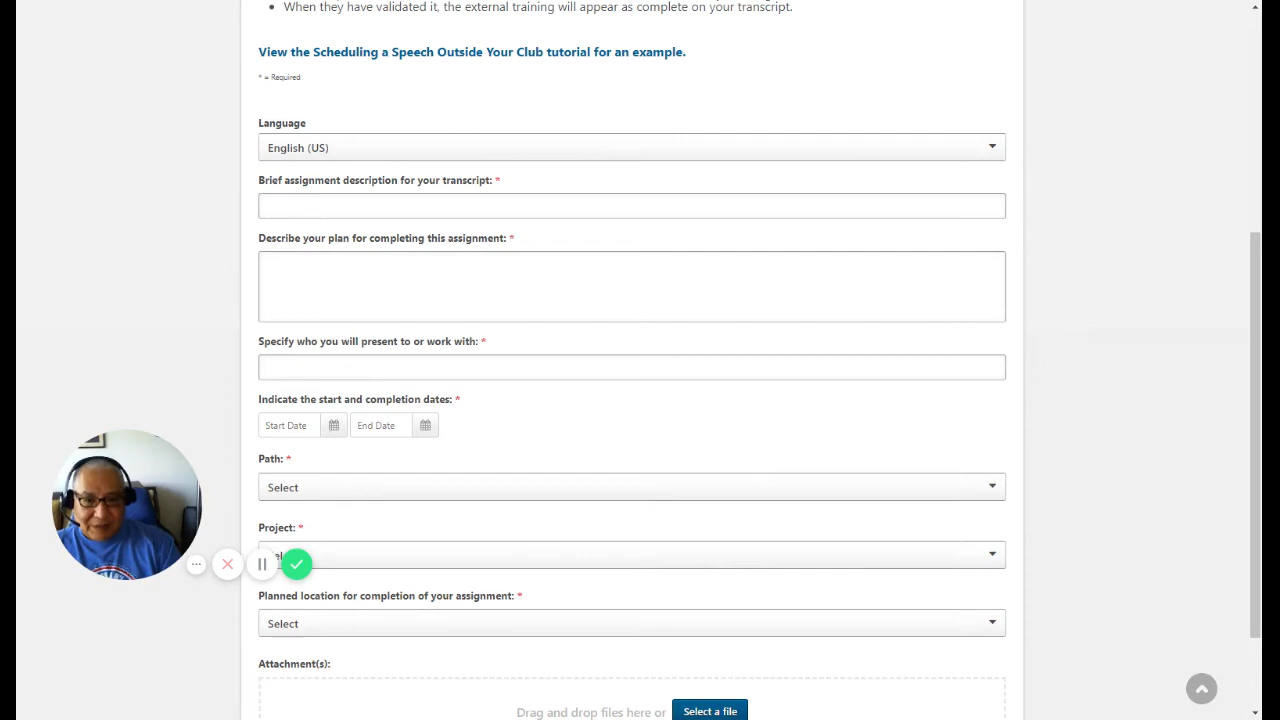 When they have validated it, the external training will appear as complete on your transcript.
View the Scheduling a Speech Outside Your Club tutorial for an example.
* = Required
Language
English (US)
Brief assignment description for your transcript: *
Describe your plan for completing this assignment: *
Specify who you will present to or work with: *
Indicate the start and completion dates: *
Start Date
End Date
Path: *
Select
Project: *
Planned location for completion of your assignment: *
Select
Attachment(s):
Drag and drop files here or Select a file